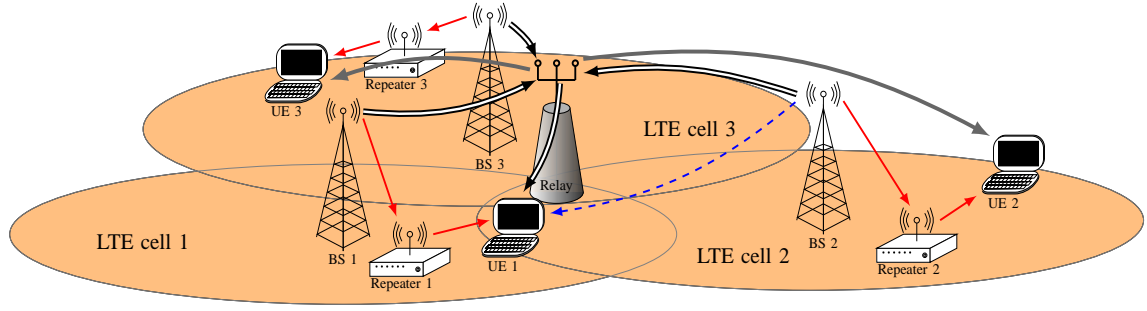 Repeater 3
UE 3
LTE cell 3
BS 3
Relay
UE 2
LTE cell 1
BS 1
UE 1
Repeater 1
LTE cell 2
BS 2
Repeater 2